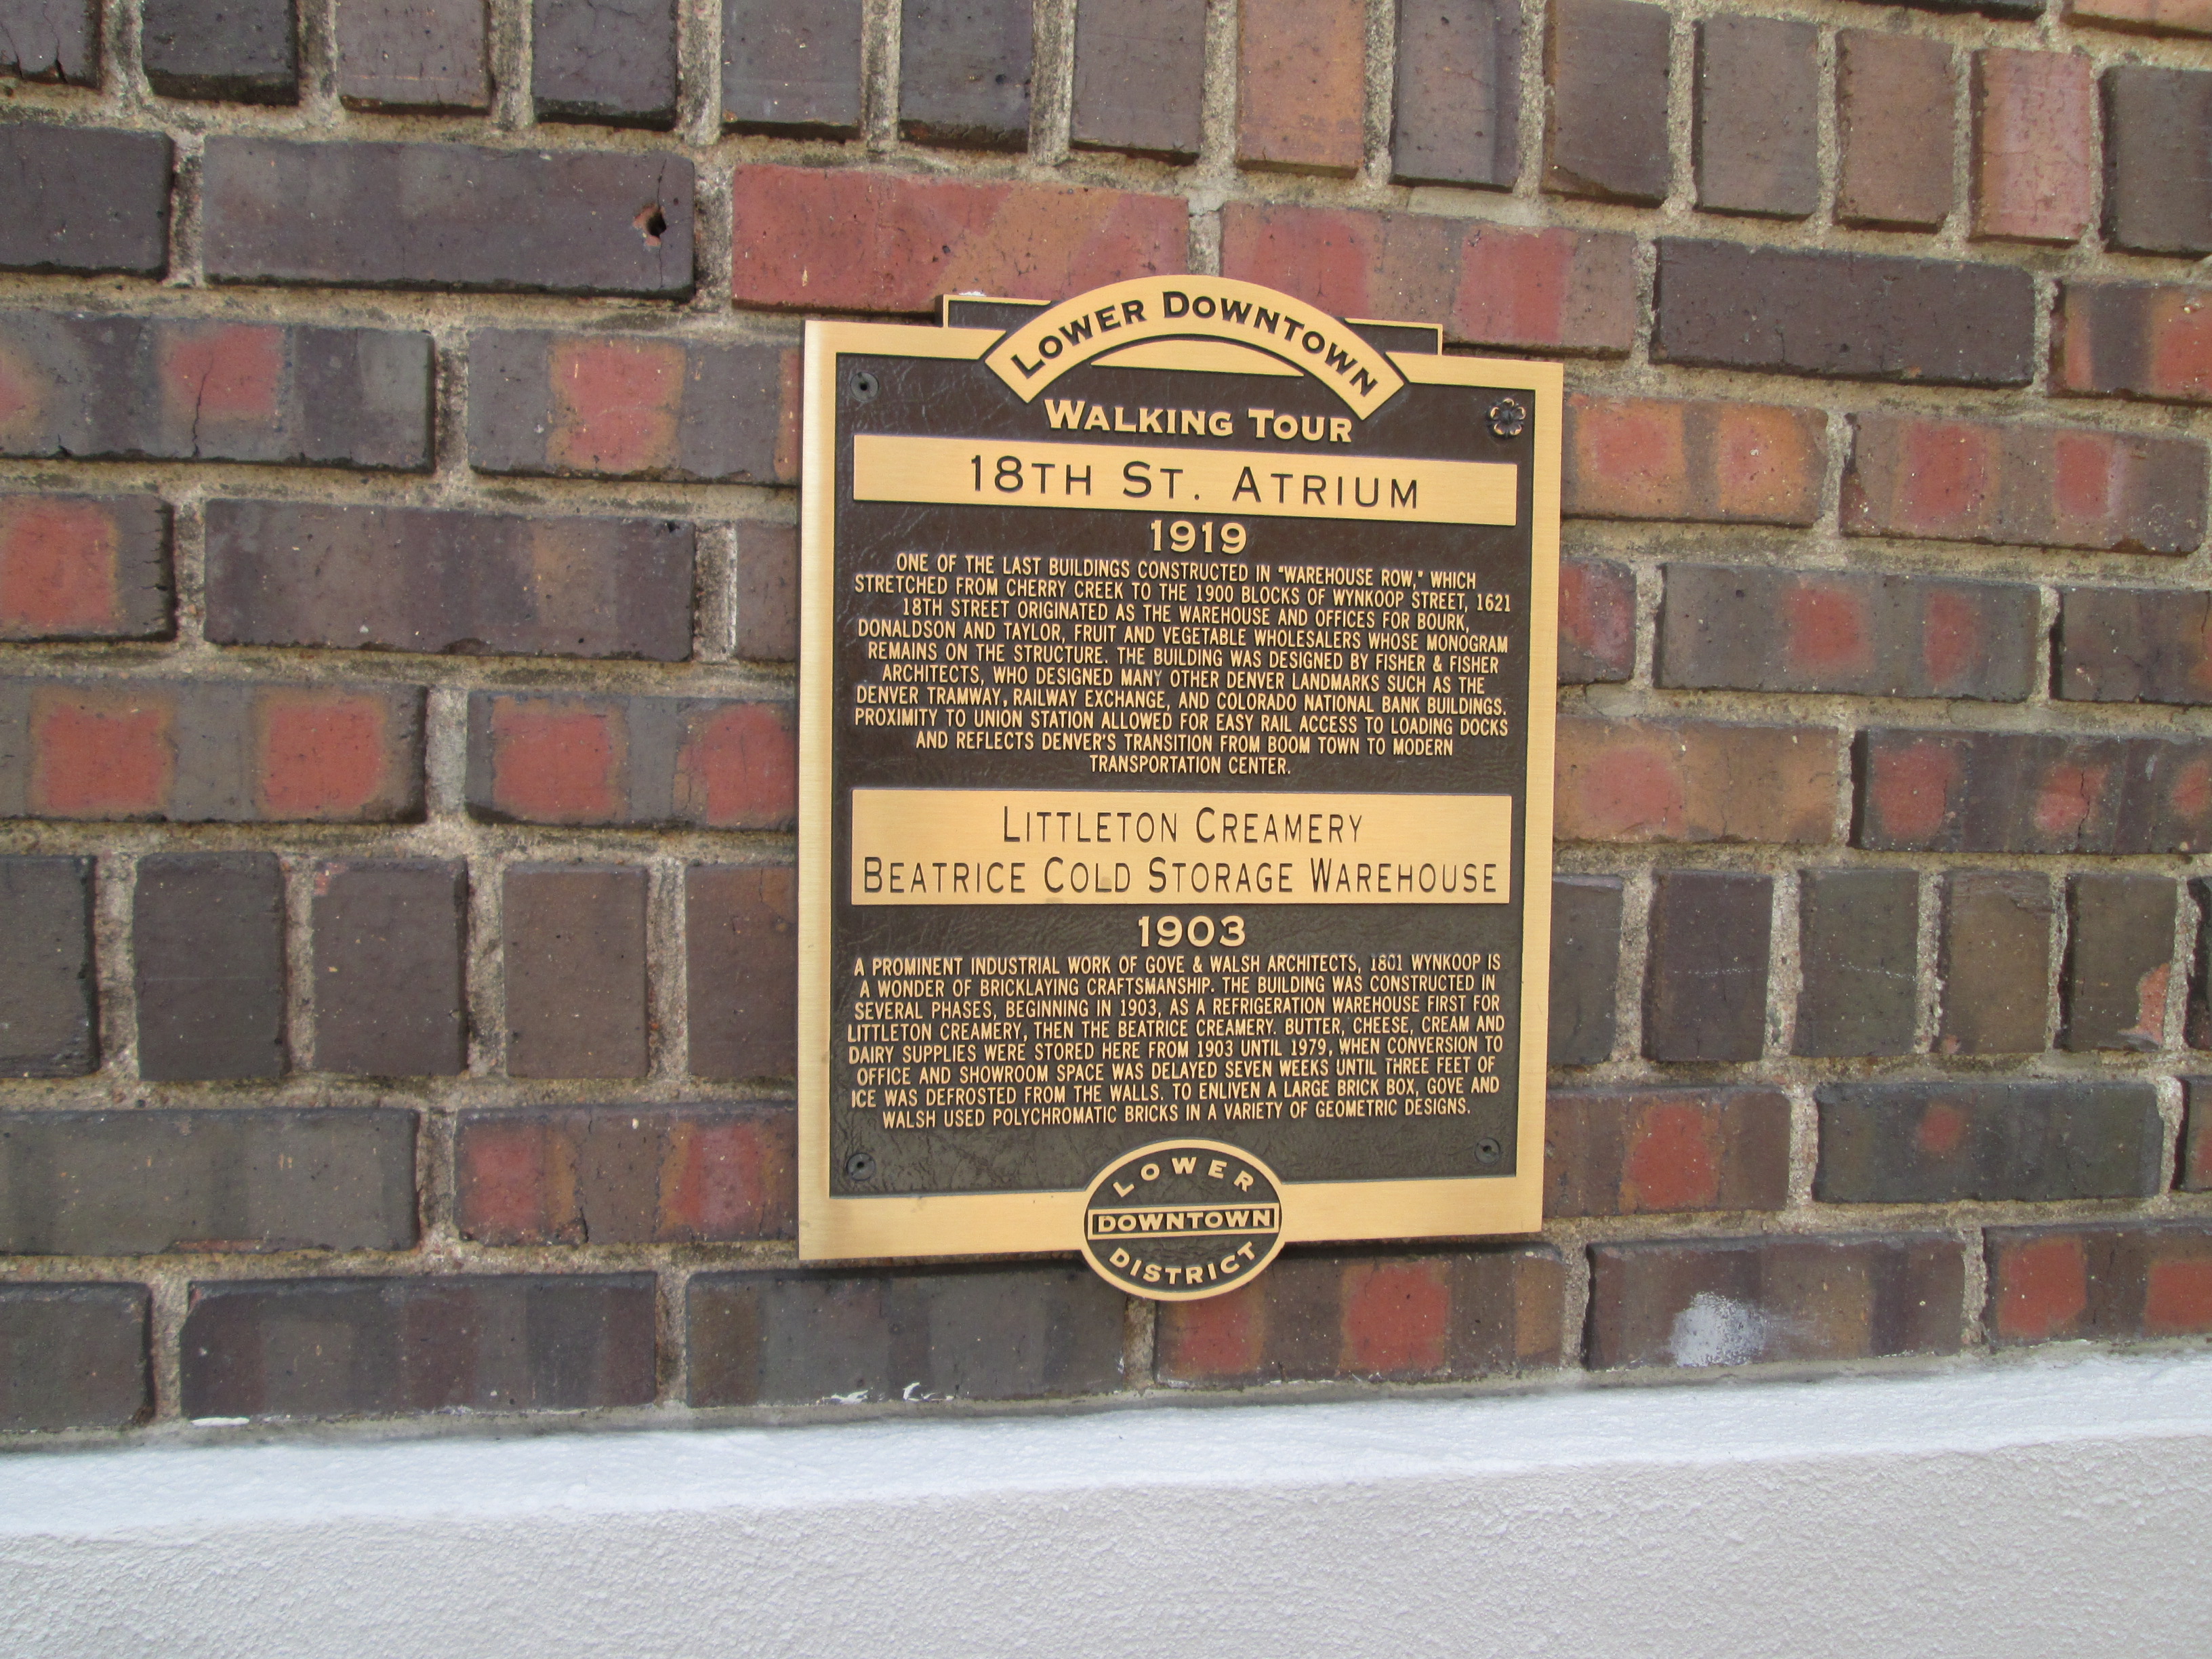 LOWER DOWNTOWN
WALKING TOUR
18TH ST. ATRIUM
1919
ONE OF THE LAST BUILDINGS CONSTRUCTED IN "WAREHOUSE ROW," WHICH
STRETCHED FROM CHERRY CREEK TO THE 1900 BLOCKS OF WYNKOOP STREET, 1621
18TH STREET ORIGINATED AS THE WAREHOUSE AND OFFICES FOR BOURK,
DONALDSON AND TAYLOR, FRUIT AND VEGETABLE WHOLESALERS WHOSE MONOGRAM
REMAINS ON THE STRUCTURE. THE BUILDING WAS DESIGNED BY FISHER & FISHER
ARCHITECTS, WHO DESIGNED MANY OTHER DENVER LANDMARKS SUCH AS THE
DENVER TRAMWAY, RAILWAY EXCHANGE, AND COLORADO NATIONAL BANK BUILDINGS.
PROXIMITY TO UNION STATION ALLOWED FOR EASY RAIL ACCESS TO LOADING DOCKS
AND REFLECTS DENVER'S TRANSITION FROM BOOM TOWN TO MODERN
TRANSPORTATION CENTER.
LITTLETON CREAMERY
BEATRICE COLD STORAGE WAREHOUSE
1903
A PROMINENT INDUSTRIAL WORK OF GOVE & WALSH ARCHITECTS, 1801 WYNKOOP IS
A WONDER OF BRICKLAYING CRAFTSMANSHIP. THE BUILDING WAS CONSTRUCTED IN
SEVERAL PHASES, BEGINNING IN 1903, AS A REFRIGERATION WAREHOUSE FIRST FOR
LITTLETON CREAMERY, THEN THE BEATRICE CREAMERY. BUTTER, CHEESE, CREAM AND
DAIRY SUPPLIES WERE STORED HERE FROM 1903 UNTIL 1979, WHEN CONVERSION TO
OFFICE AND SHOWROOM SPACE WAS DELAYED SEVEN WEEKS UNTIL THREE FEET OF
ICE WAS DEFROSTED FROM THE WALLS. TO ENLIVEN A LARGE BRICK BOX, GOVE AND
WALSH USED POLYCHROMATIC BRICKS IN A VARIETY OF GEOMETRIC DESIGNS.
LOWER
DOWNTOWN
DISTRICT